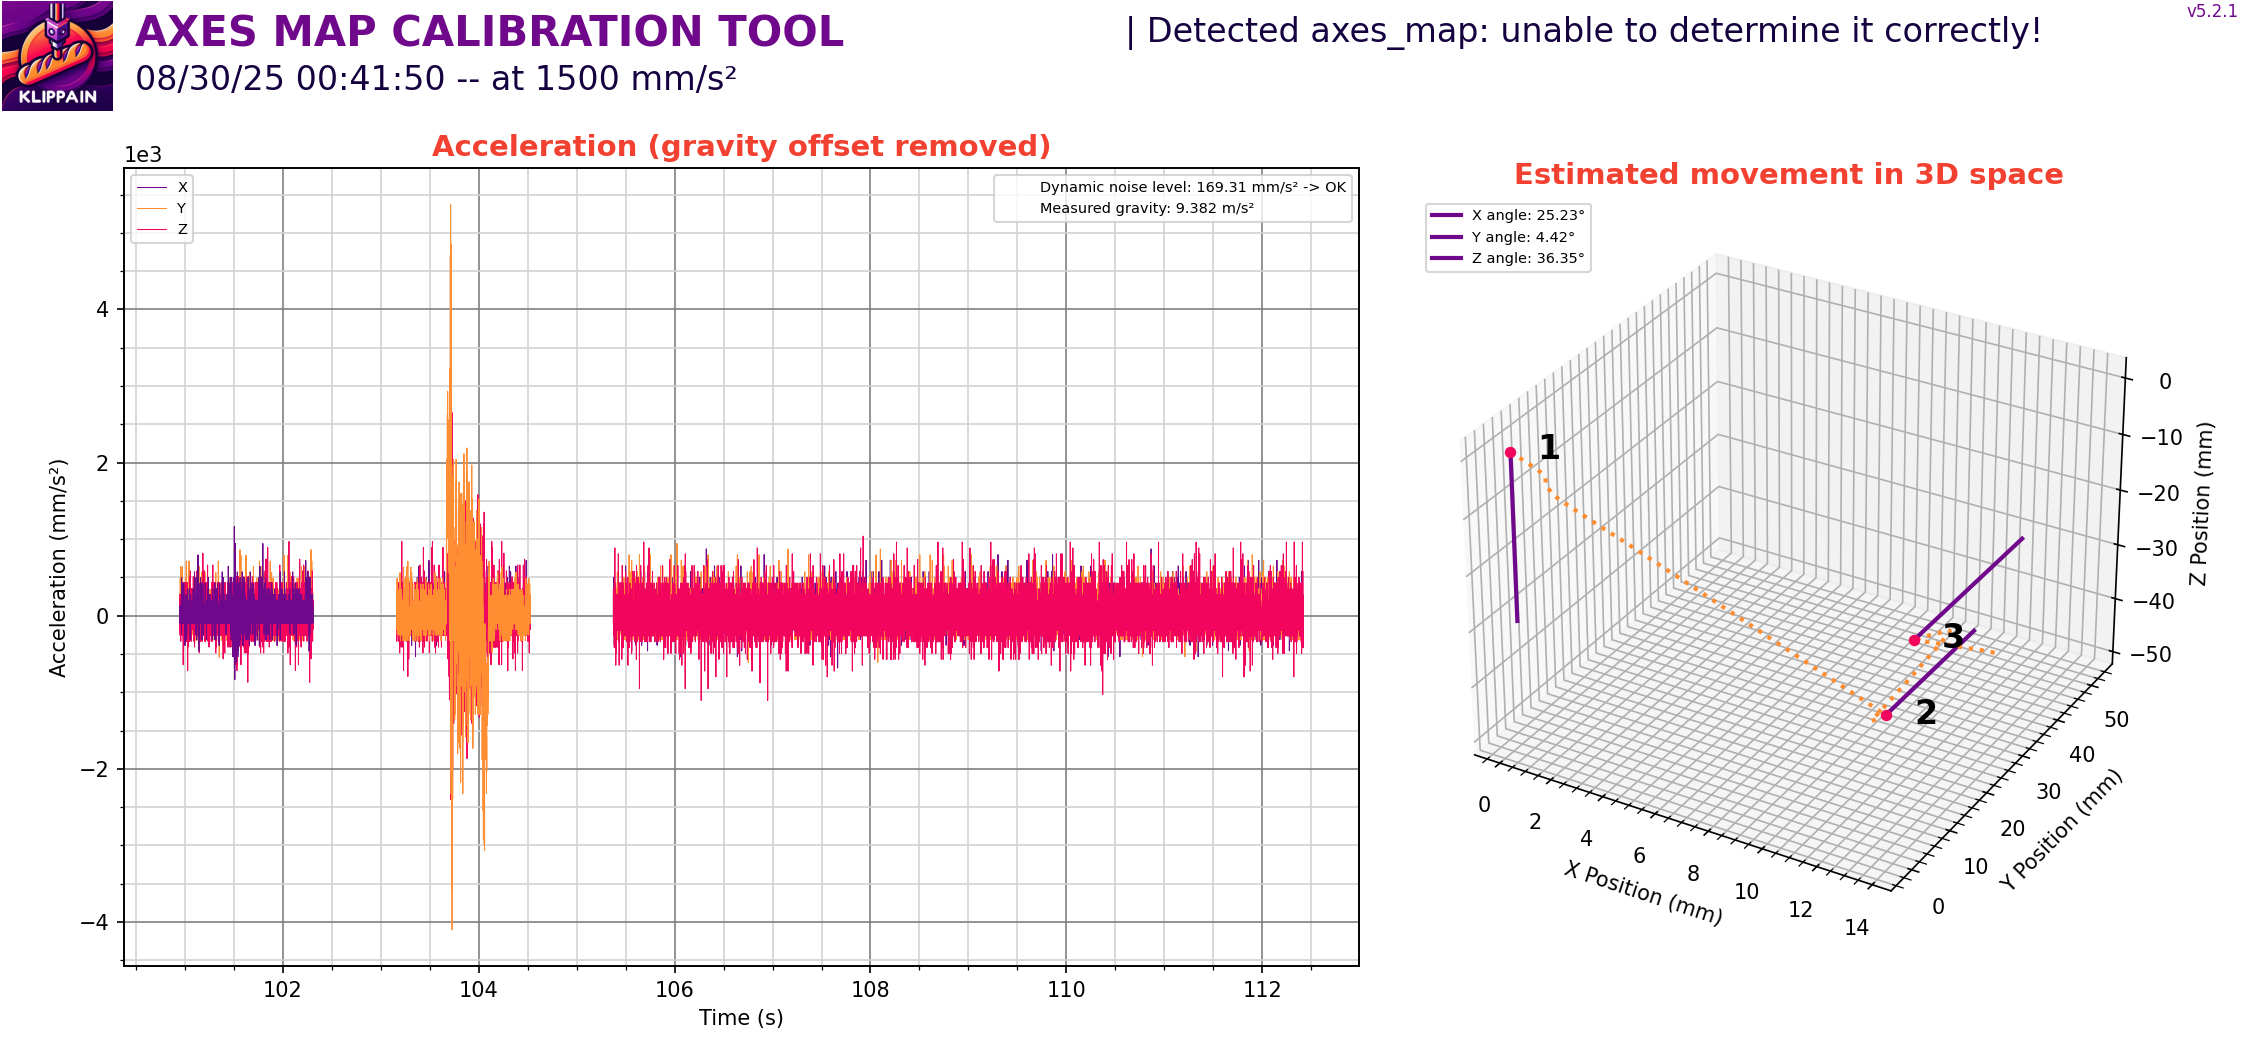 KLIPPAIN
AXES MAP CALIBRATION TOOL
08/30/25 00:41:50 -- at 1500 mm/s²
| Detected axes_map: unable to determine it correctly!
v5.2.1
Acceleration (gravity offset removed)
1e3
X
Y
Z
Dynamic noise level: 169.31 mm/s² -> OK
Measured gravity: 9.382 m/s²
4
2
0
−2
−4
Acceleration (mm/s²)
102 104 106 108 110 112
Time (s)
Estimated movement in 3D space
X angle: 25.23°
Y angle: 4.42°
Z angle: 36.35°
1
2
3
0
−10
−20
−30
−40
−50
Z Position (mm)
0 2 4 6 8 10 12 14
X Position (mm)
0 10 20 30 40 50
Y Position (mm)